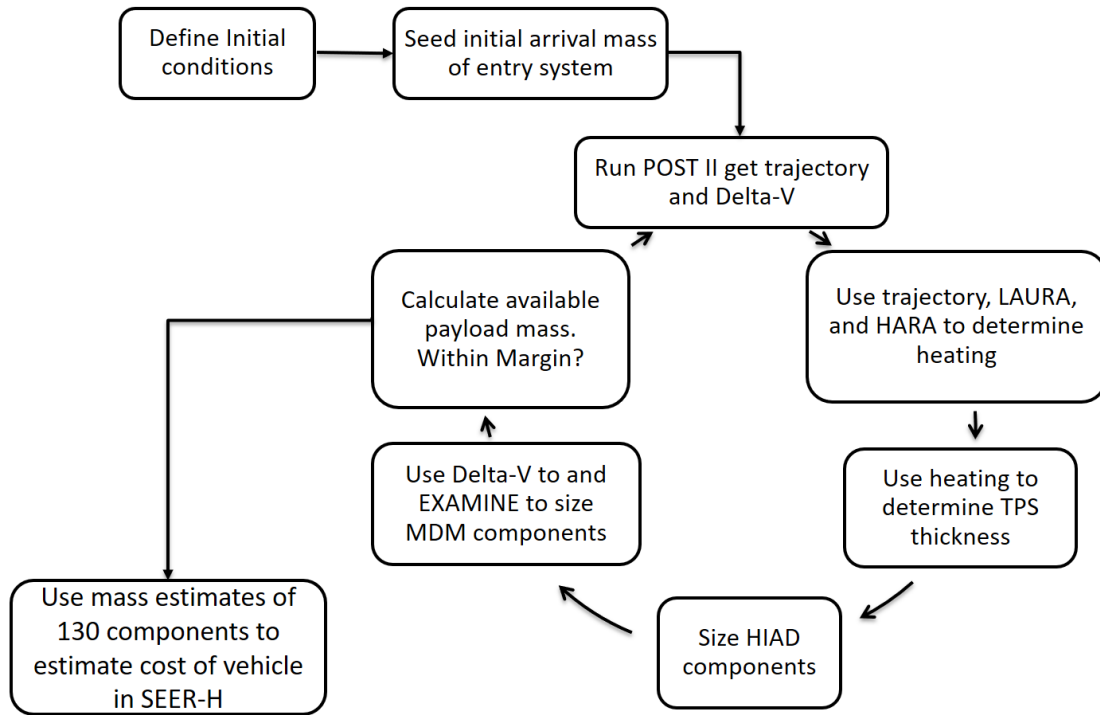 Define Initial
conditions
Seed initial arrival mass
of entry system
Run POST II get trajectory
and Delta-V
Use trajectory, LAURA,
and HARA to determine
heating
Use heating to
determine TPS
thickness
Size HIAD
components
Use Delta-V to and
EXAMINE to size
MDM components
Calculate available
payload mass.
Within Margin?
Use mass estimates of
130 components to
estimate cost of vehicle
in SEER-H